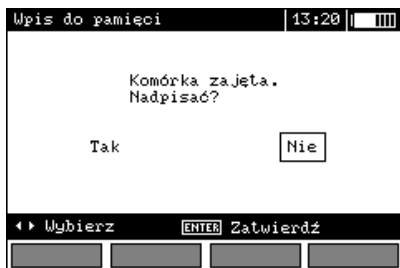 Wpis do pamięci 13:20
Komórka zajęta.
Nadpisać?
Tak Nie
Wybierz ENTER Zatwierdź